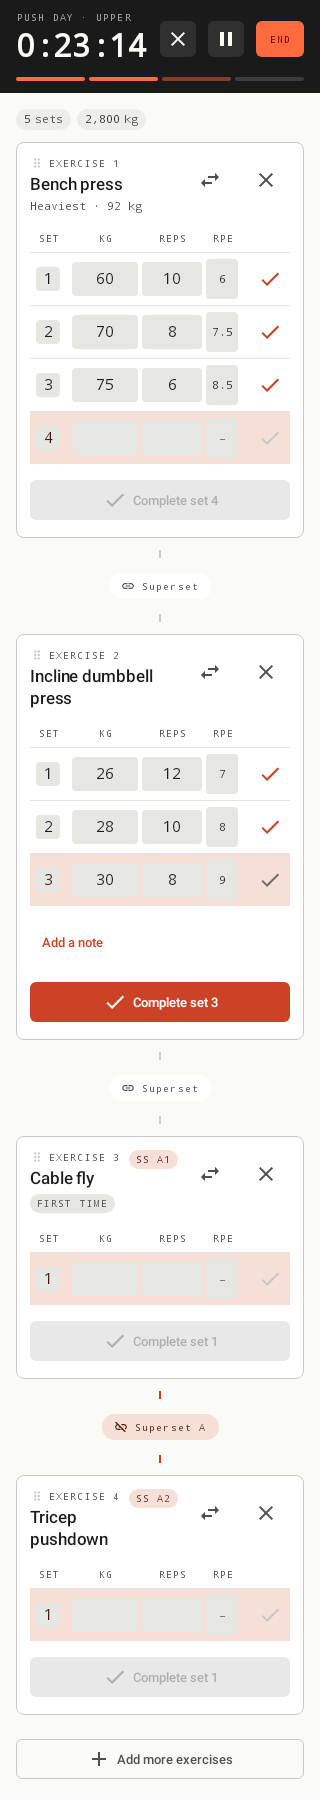 PUSH DAY · UPPER
0:23:14
END
5 sets 2,800 kg
EXERCISE 1
Bench press
Heaviest · 92 kg
SET KG REPS RPE
1 60 10 6
2 70 8 7.5
3 75 6 8.5
4 –
Complete set 4
Superset
EXERCISE 2
Incline dumbbell
press
SET KG REPS RPE
1 26 12 7
2 28 10 8
3 30 8 9
Add a note
Complete set 3
Superset
EXERCISE 3 SS A1
Cable fly
FIRST TIME
SET KG REPS RPE
1 –
Complete set 1
Superset A
EXERCISE 4 SS A2
Tricep
pushdown
SET KG REPS RPE
1 –
Complete set 1
Add more exercises